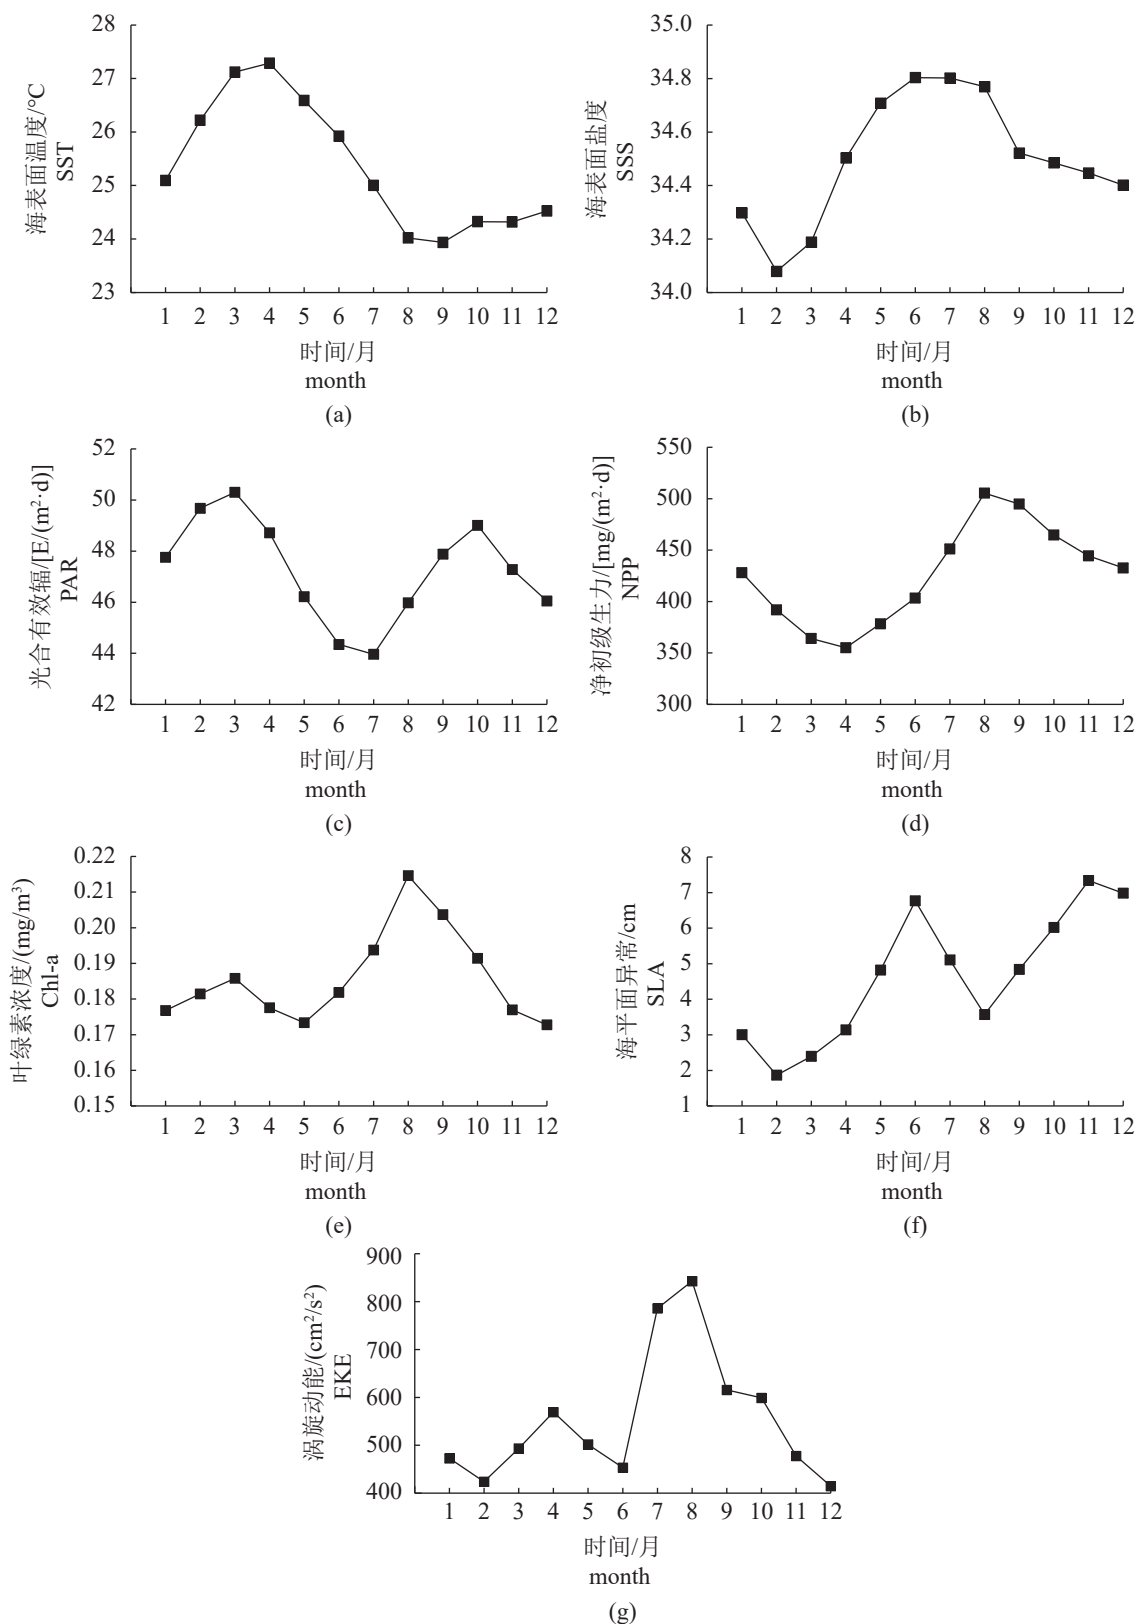 28
27
26
25
24
23
海表面温度/°C
SST
1 2 3 4 5 6 7 8 9 10 11 12
时间/月
month
(a)
35.0
34.8
34.6
34.4
34.2
34.0
海表面盐度
SSS
1 2 3 4 5 6 7 8 9 10 11 12
时间/月
month
(b)
52
50
48
46
44
42
光合有效辐/[E/(m²·d)]
PAR
1 2 3 4 5 6 7 8 9 10 11 12
时间/月
month
(c)
550
500
450
400
350
300
净初级生力/[mg/(m²·d)]
NPP
1 2 3 4 5 6 7 8 9 10 11 12
时间/月
month
(d)
0.22
0.21
0.20
0.19
0.18
0.17
0.16
0.15
叶绿素浓度/(mg/m³)
Chl-a
1 2 3 4 5 6 7 8 9 10 11 12
时间/月
month
(e)
8
7
6
5
4
3
2
1
海平面异常/cm
SLA
1 2 3 4 5 6 7 8 9 10 11 12
时间/月
month
(f)
900
800
700
600
500
400
涡旋动能/(cm²/s²)
EKE
1 2 3 4 5 6 7 8 9 10 11 12
时间/月
month
(g)